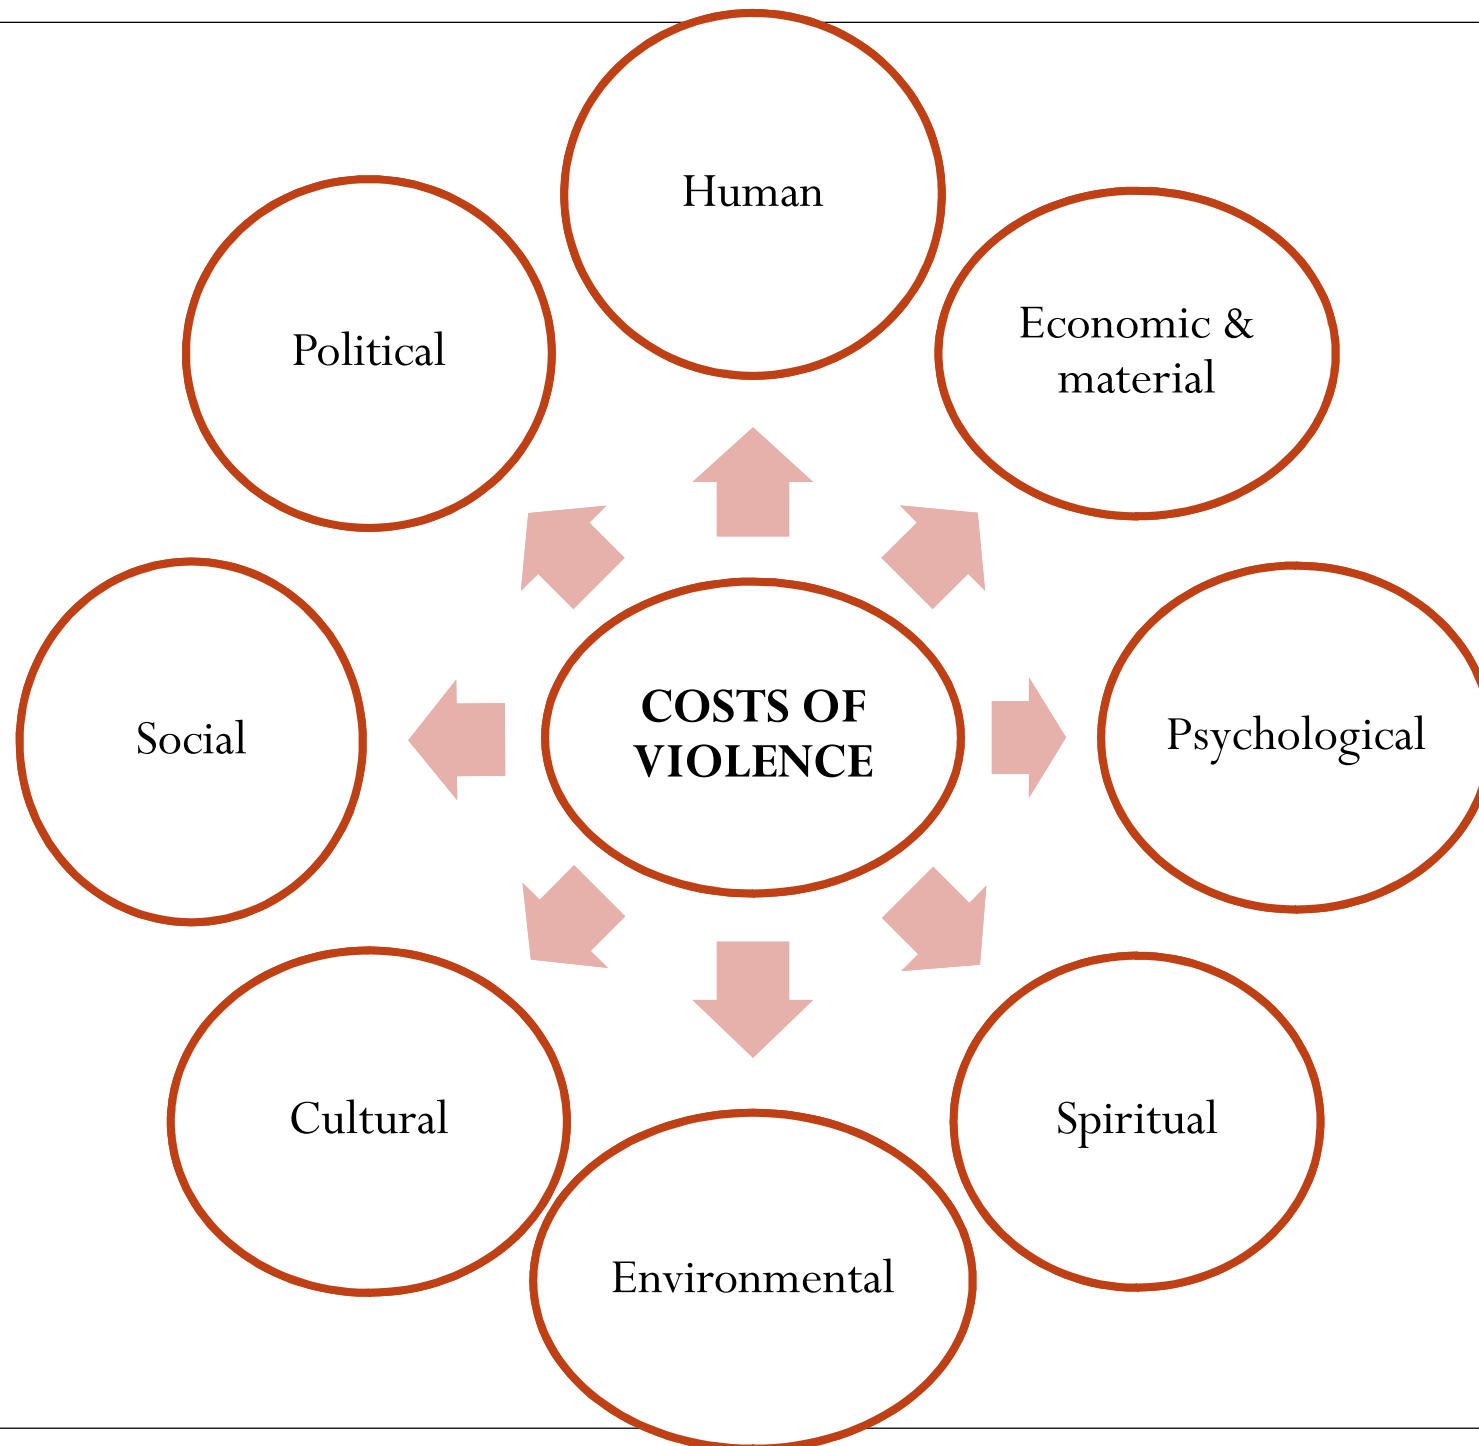 Human
Economic &
material
Political
COSTS OF
VIOLENCE
Psychological
Social
Spiritual
Cultural
Environmental